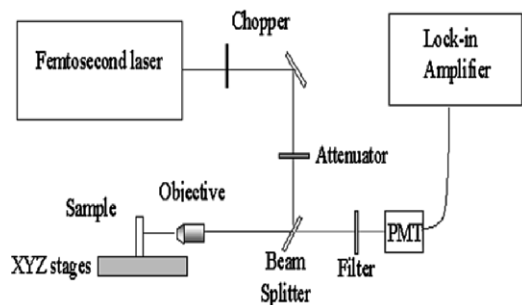 Chopper
Femtosecond laser
Lock-in
Amplifier
Attenuator
Objective
Sample
PMT
XYZ stages
Beam
Splitter
Filter